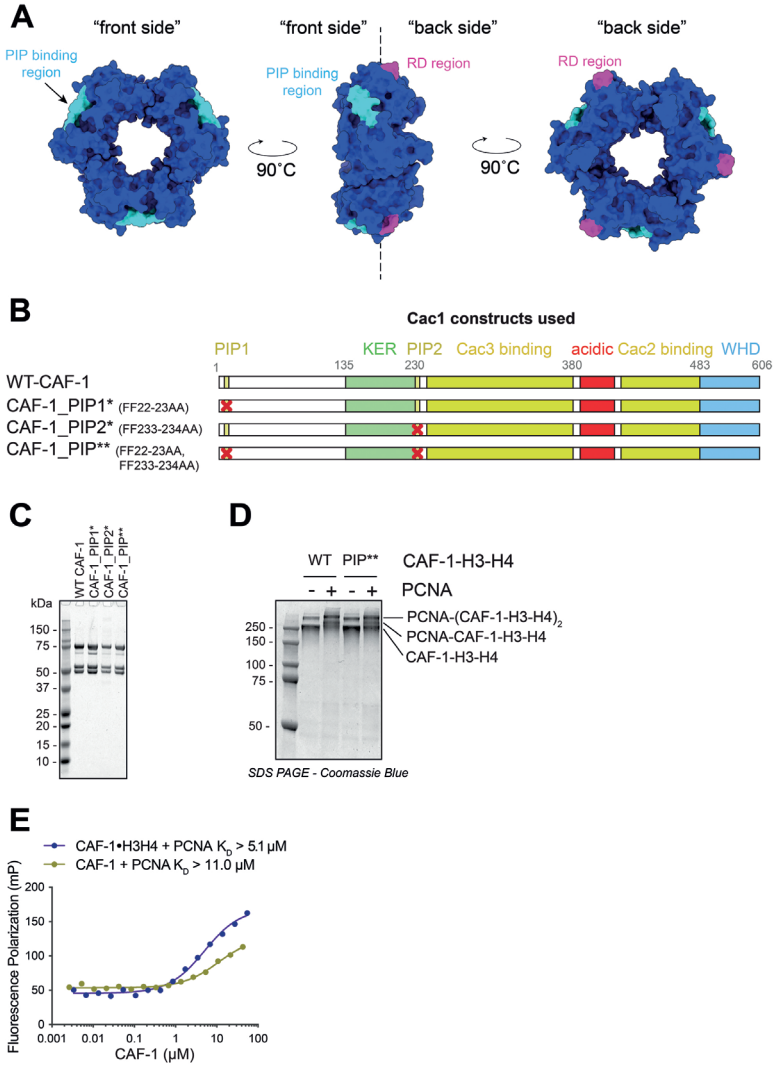 A
“front side”
“front side”
“back side”
“back side”
PIP binding
region
PIP binding
region
RD region
RD region
90˚C
90˚C
B
Cac1 constructs used
PIP1
KER
PIP2
Cac3 binding
acidic
Cac2 binding
WHD
1
135
230
380
483
606
WT-CAF-1
CAF-1_PIP1* (FF22-23AA)
CAF-1_PIP2* (FF233-234AA)
CAF-1_PIP** (FF22-23AA,
FF233-234AA)
C
WT CAF-1
CAF-1_PIP1*
CAF-1_PIP2*
CAF-1_PIP**
kDa
150 -
75 -
50 -
37 -
25 -
20 -
15 -
10 -
D
WT PIP** CAF-1-H3-H4
- + - + PCNA
250 -
150 -
100 -
75 -
50 -
PCNA-(CAF-1-H3-H4)2
PCNA-CAF-1-H3-H4
CAF-1-H3-H4
SDS PAGE - Coomassie Blue
E
CAF-1•H3H4 + PCNA KD > 5.1 µM
CAF-1 + PCNA KD > 11.0 µM
Fluorescence Polarization (mP)
200
150
100
50
0
0.001 0.01 0.1 1 10 100
CAF-1 (µM)